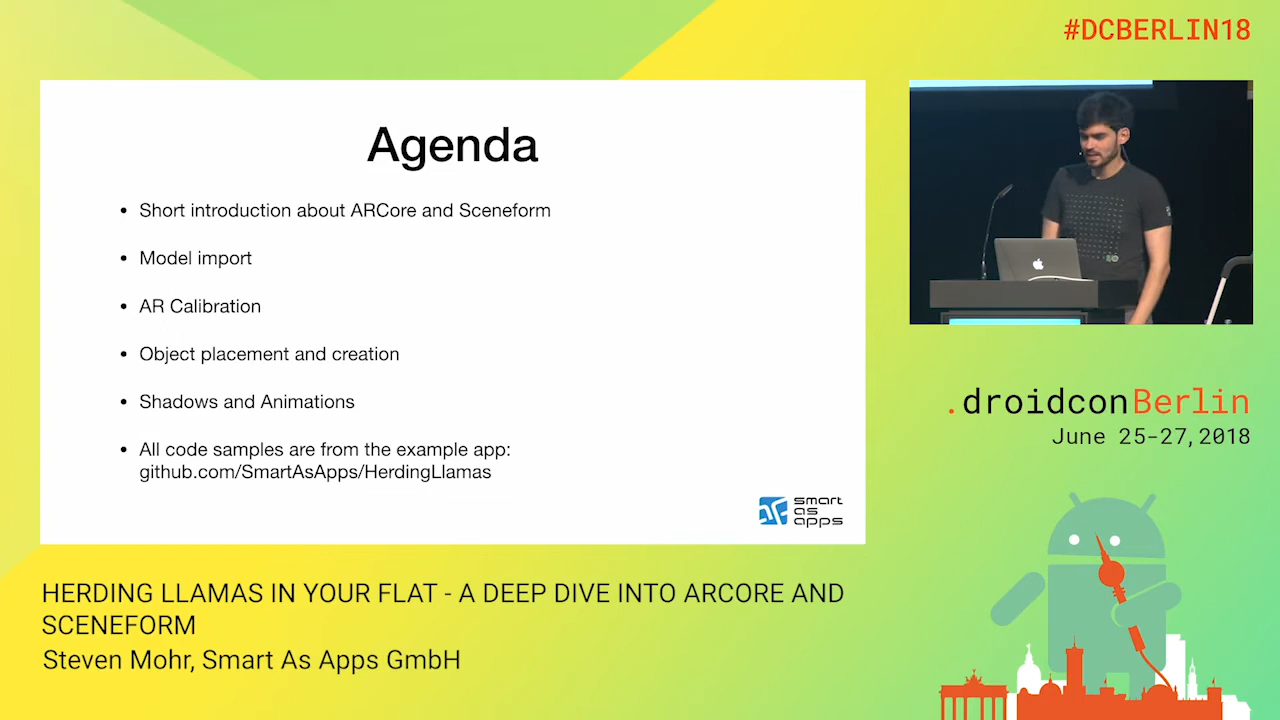 #DCBERLIN18
Agenda
• Short introduction about ARCore and Sceneform
• Model import
• AR Calibration
• Object placement and creation
• Shadows and Animations
• All code samples are from the example app:
github.com/SmartAsApps/HerdingLlamas
smart
as
apps
.droidconBerlin
June 25-27,2018
HERDING LLAMAS IN YOUR FLAT - A DEEP DIVE INTO ARCORE AND
SCENEFORM
Steven Mohr, Smart As Apps GmbH